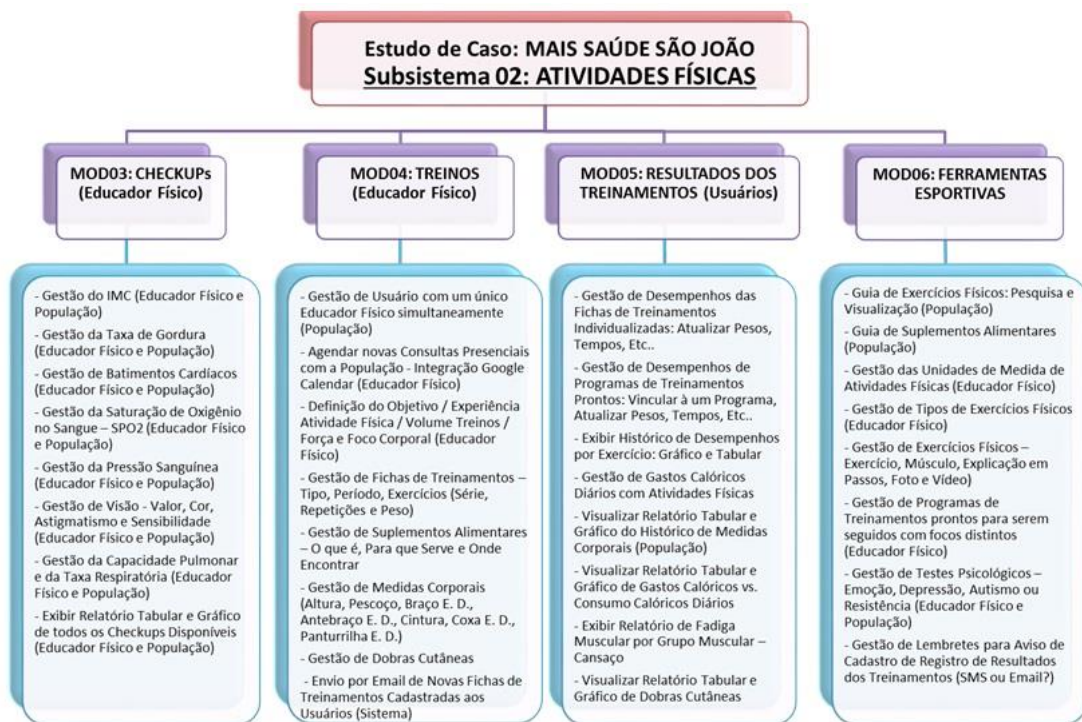 Estudo de Caso: MAIS SAÚDE SÃO JOÃO
Subsistema 02: ATIVIDADES FÍSICAS
MOD03: CHECKUPs
(Educador Físico)
- Gestão do IMC (Educador Físico e
População)
- Gestão da Taxa de Gordura
(Educador Físico e População)
- Gestão de Batimentos Cardíacos
(Educador Físico e População)
- Gestão da Saturação de Oxigênio
no Sangue – SPO2 (Educador Físico
e População)
- Gestão da Pressão Sanguínea
(Educador Físico e População)
- Gestão de Visão - Valor, Cor,
Astigmatismo e Sensibilidade
(Educador Físico e População)
- Gestão da Capacidade Pulmonar
e da Taxa Respiratória (Educador
Físico e População)
- Exibir Relatório Tabular e Gráfico
de todos os Checkups Disponíveis
(Educador Físico e População)
MOD04: TREINOS
(Educador Físico)
- Gestão de Usuário com um único
Educador Físico simultaneamente
(População)
- Agendar novas Consultas Presenciais
com a População - Integração Google
Calendar (Educador Físico)
- Definição do Objetivo / Experiência
Atividade Física / Volume Treinos /
Força e Foco Corporal (Educador
Físico)
- Gestão de Fichas de Treinamentos –
Tipo, Período, Exercícios (Série,
Repetições e Peso)
- Gestão de Suplementos Alimentares
– O que é, Para que Serve e Onde
Encontrar
- Gestão de Medidas Corporais
(Altura, Pescoço, Braço E. D.,
Antebraço E. D., Cintura, Coxa E. D.,
Panturrilha E. D.)
- Gestão de Dobras Cutâneas
- Envio por Email de Novas Fichas de
Treinamentos Cadastradas aos
Usuários (Sistema)
MOD05: RESULTADOS DOS
TREINAMENTOS (Usuários)
- Gestão de Desempenhos das
Fichas de Treinamentos
Individualizadas: Atualizar Pesos,
Tempos, Etc..
- Gestão de Desempenhos de
Programas de Treinamentos
Prontos: Vincular à um Programa,
Atualizar Pesos, Tempos, Etc..
- Exibir Histórico de Desempenhos
por Exercício: Gráfico e Tabular
- Gestão de Gastos Calóricos
Diários com Atividades Físicas
- Visualizar Relatório Tabular e
Gráfico do Histórico de Medidas
Corporais (População)
- Visualizar Relatório Tabular e
Gráfico de Gastos Calóricos vs.
Consumo Calóricos Diários
- Exibir Relatório de Fadiga
Muscular por Grupo Muscular –
Cansaço
- Visualizar Relatório Tabular e
Gráfico de Dobras Cutâneas
MOD06: FERRAMENTAS
ESPORTIVAS
- Guia de Exercícios Físicos: Pesquisa e
Visualização (População)
- Guia de Suplementos Alimentares
(População)
- Gestão das Unidades de Medida de
Atividades Físicas (Educador Físico)
- Gestão de Tipos de Exercícios Físicos
(Educador Físico)
- Gestão de Exercícios Físicos –
Exercício, Músculo, Explicação em
Passos, Foto e Vídeo)
- Gestão de Programas de
Treinamentos prontos para serem
seguidos com focos distintos
(Educador Físico)
- Gestão de Testes Psicológicos –
Emoção, Depressão, Autismo ou
Resistência (Educador Físico e
População)
- Gestão de Lembretes para Aviso de
Cadastro de Registro de Resultados
dos Treinamentos (SMS ou Email?)